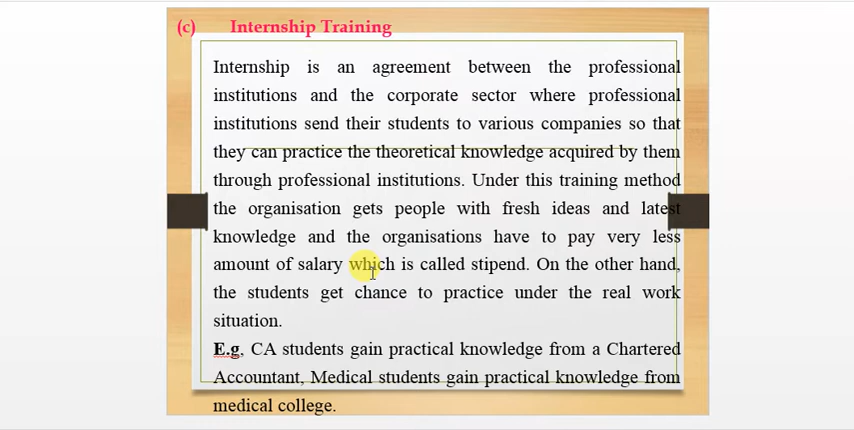 (c) Internship Training
Internship is an agreement between the professional
institutions and the corporate sector where professional
institutions send their students to various companies so that
they can practice the theoretical knowledge acquired by them
through professional institutions. Under this training method
the organisation gets people with fresh ideas and latest
knowledge and the organisations have to pay very less
amount of salary which is called stipend. On the other hand,
the students get chance to practice under the real work
situation.
E.g, CA students gain practical knowledge from a Chartered
Accountant, Medical students gain practical knowledge from
medical college.